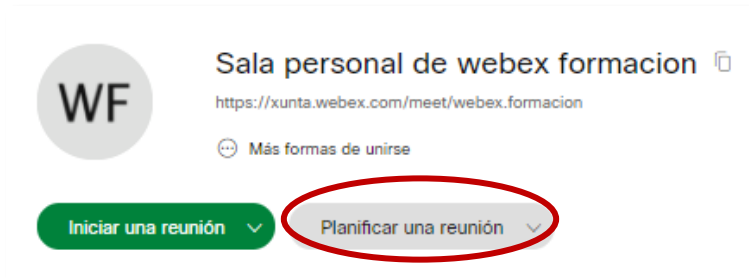 WF
Sala personal de webex formacion
https://xunta.webex.com/meet/webex.formacion
Más formas de unirse
Iniciar una reunión
Planificar una reunión